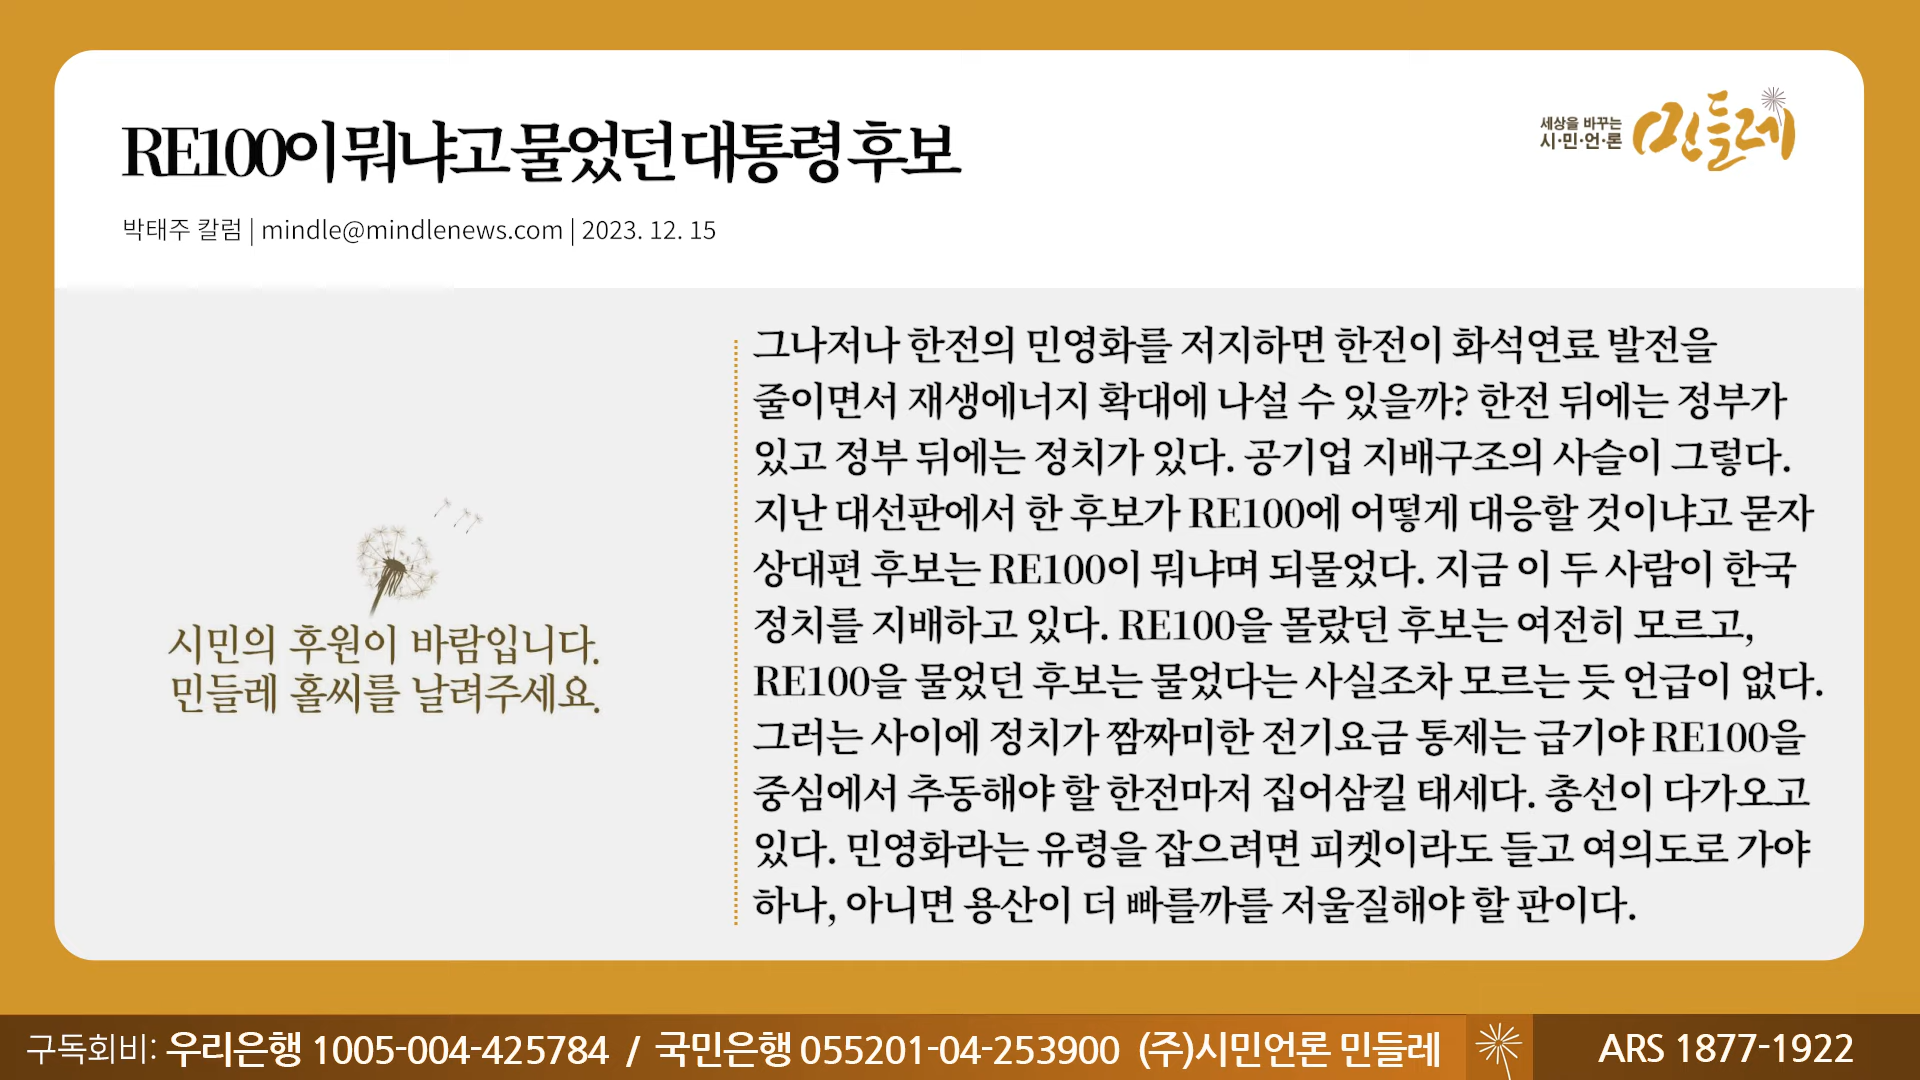 RE100이 뭐냐고 물었던 대통령 후보
세상을 바꾸는
시·민·언·론
민들레
박태주 칼럼 | mindle@mindlenews.com | 2023. 12. 15
시민의 후원이 바람입니다.
민들레 홀씨를 날려주세요.
그나저나 한전의 민영화를 저지하면 한전이 화석연료 발전을
줄이면서 재생에너지 확대에 나설 수 있을까? 한전 뒤에는 정부가
있고 정부 뒤에는 정치가 있다. 공기업 지배구조의 사슬이 그렇다.
지난 대선판에서 한 후보가 RE100에 어떻게 대응할 것이냐고 묻자
상대편 후보는 RE100이 뭐냐며 되물었다. 지금 이 두 사람이 한국
정치를 지배하고 있다. RE100을 몰랐던 후보는 여전히 모르고,
RE100을 물었던 후보는 물었다는 사실조차 모르는 듯 언급이 없다.
그러는 사이에 정치가 짬짜미한 전기요금 통제는 급기야 RE100을
중심에서 추동해야 할 한전마저 집어삼킬 태세다. 총선이 다가오고
있다. 민영화라는 유령을 잡으려면 피켓이라도 들고 여의도로 가야
하나, 아니면 용산이 더 빠를까를 저울질해야 할 판이다.
구독회비: 우리은행 1005-004-425784 / 국민은행 055201-04-253900 (주)시민언론 민들레
ARS 1877-1922